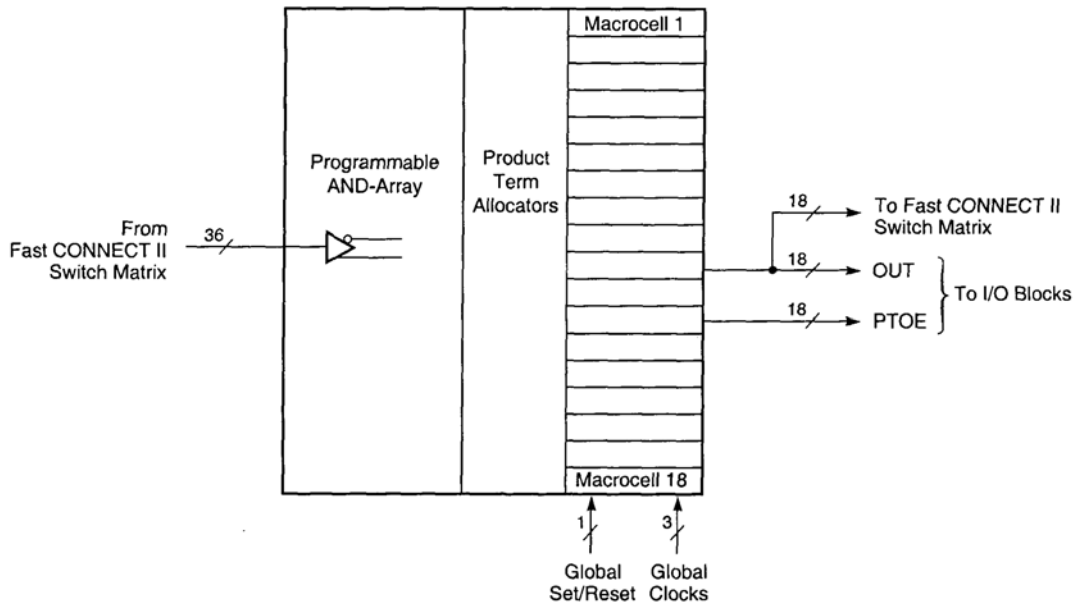 Macrocell 1
Programmable
AND-Array
Product
Term
Allocators
From
Fast CONNECT II
Switch Matrix
36
18
To Fast CONNECT II
Switch Matrix
18
OUT
To I/O Blocks
18
PTOE
Macrocell 18
1
3
Global
Set/Reset
Global
Clocks